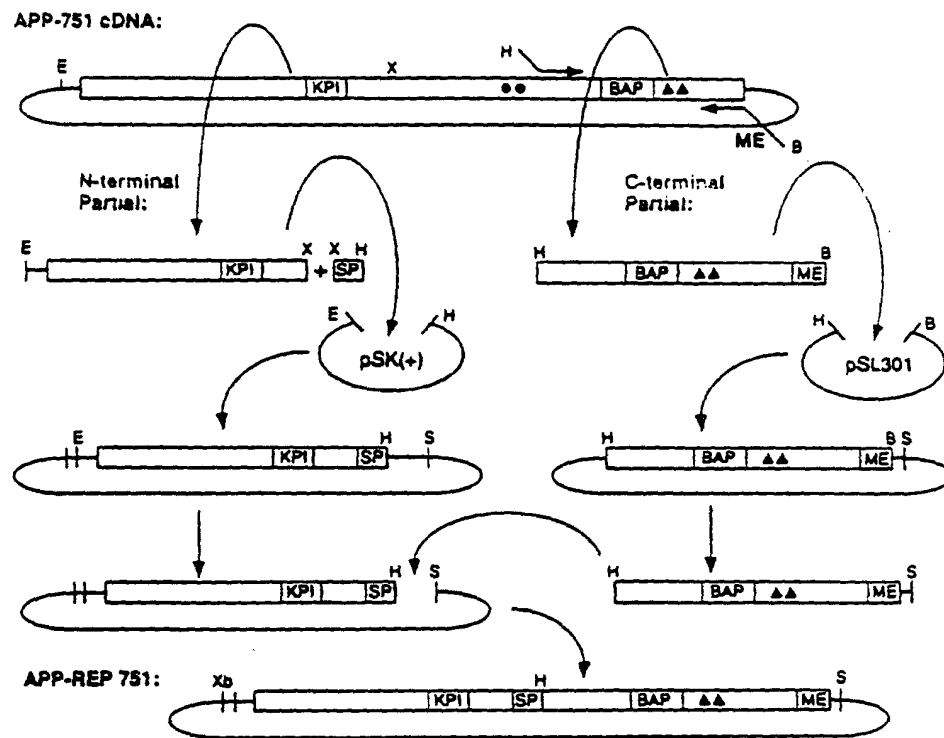 APP-751 cDNA:
H
E
X
KPI
BAP
ME
B
N-terminal
Partial:
C-terminal
Partial:
E
X X H
KPI + SP
H
B
BAP ME
E H
pSK(+)
H B
pSL301
E H S
KPI SP
H B S
BAP ME
H S
KPI SP
H S
BAP ME
APP-REP 751:
Xb H S
KPI SP BAP ME